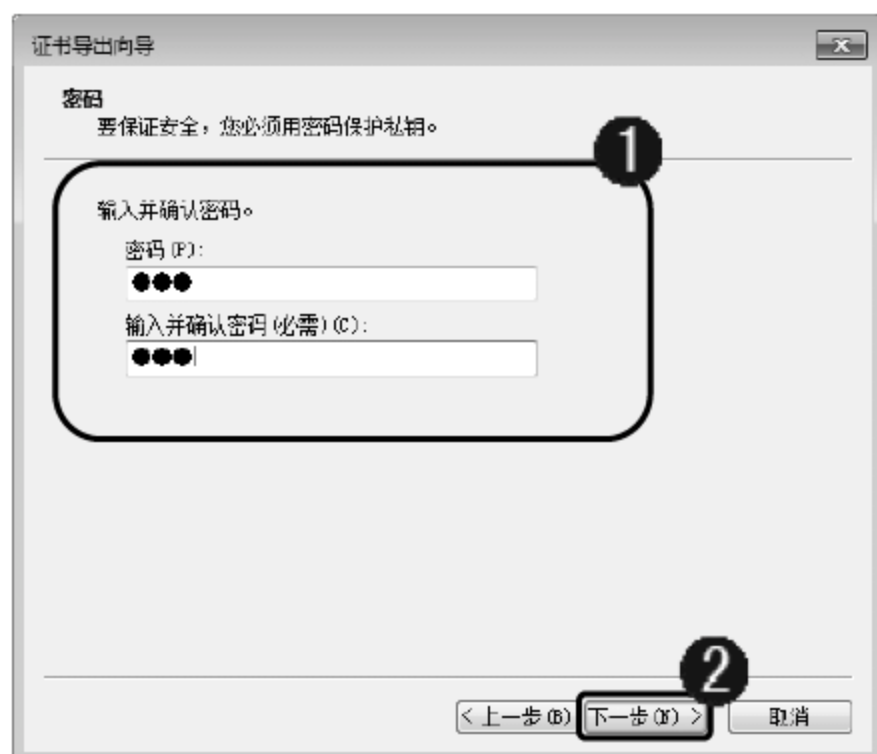 证书导出向导
密码
要保证安全，您必须用密码保护私钥。
1
输入并确认密码。
密码(P):
●●●
输入并确认密码(必需)(C):
●●●
2
< 上一步(B)  下一步(N) >  取消